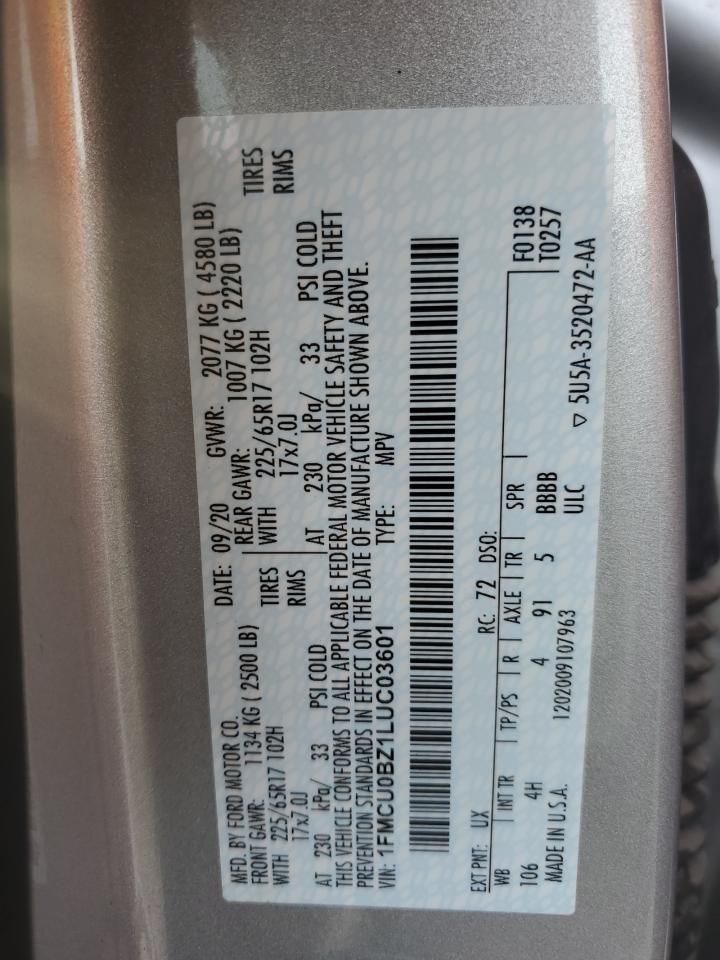 MFD. BY FORD MOTOR CO.
DATE: 09/20 GVWR: 2077 KG ( 4580 LB)
FRONT GAWR: 1134 KG ( 2500 LB)
REAR GAWR: 1007 KG ( 2220 LB)
WITH 225/65R17 102H TIRES
WITH 225/65R17 102H TIRES
17x7.0J RIMS
17x7.0J RIMS
AT 230 kPa/ 33 PSI COLD
AT 230 kPa/ 33 PSI COLD
THIS VEHICLE CONFORMS TO ALL APPLICABLE FEDERAL MOTOR VEHICLE SAFETY AND THEFT
PREVENTION STANDARDS IN EFFECT ON THE DATE OF MANUFACTURE SHOWN ABOVE.
VIN: 1FMCU0BZ1LUC03601 TYPE: MPV
EXT PNT: UX RC: 72 DSO:
WB INT TR TP/PS R AXLE TR SPR F0138
106 4H 4 91 5 BBBB T0257
MADE IN U.S.A. 1202009107963 ULC
▽ 5U5A-3520472-AA